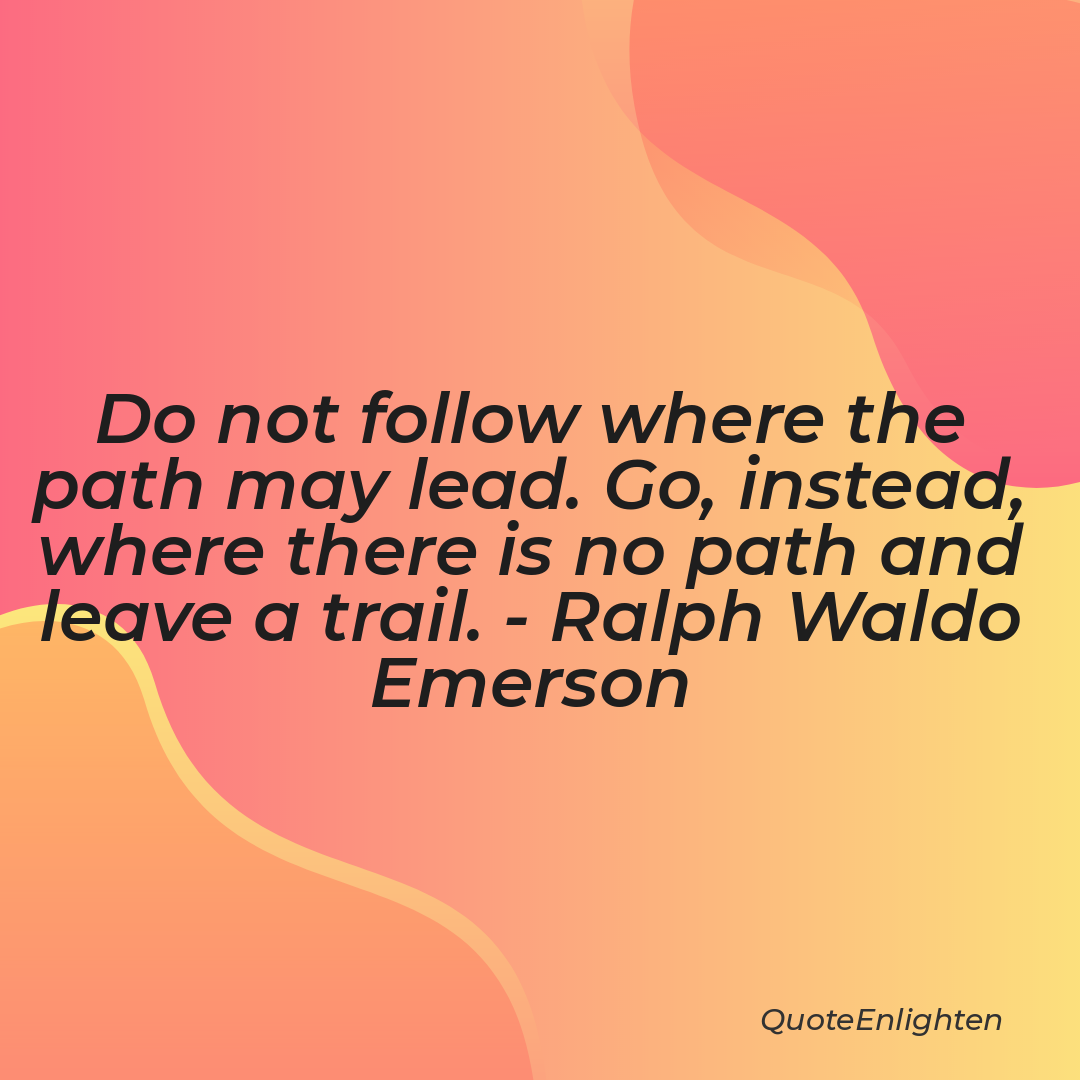 Do not follow where the
path may lead. Go, instead,
where there is no path and
leave a trail. - Ralph Waldo
Emerson
QuoteEnlighten